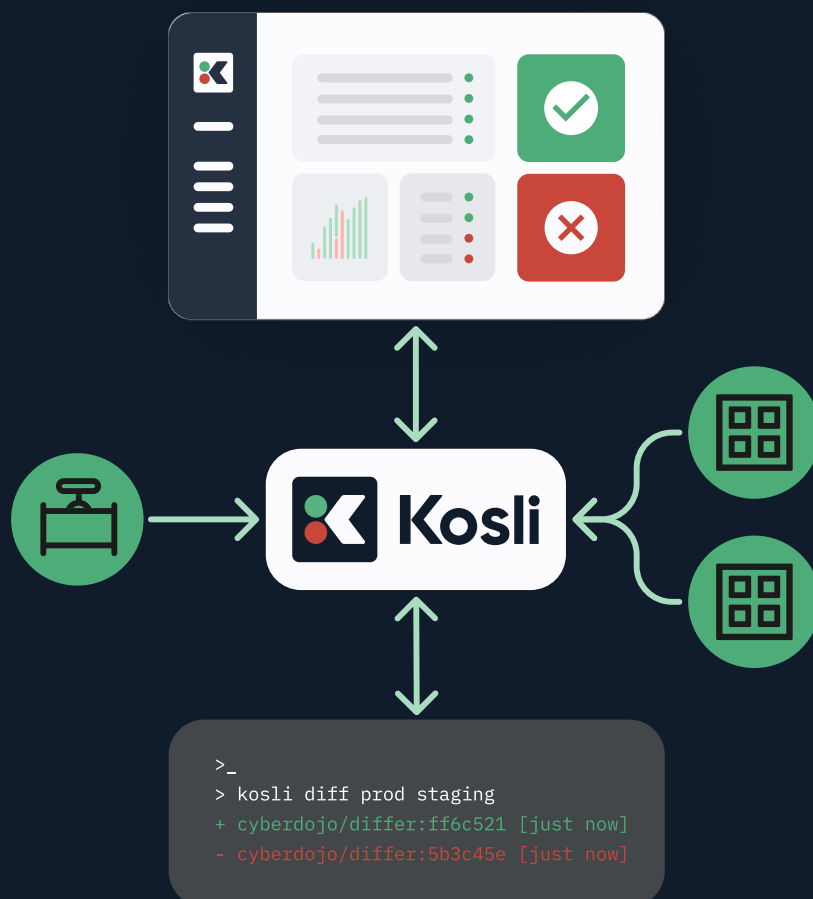 Kosli
>_
> kosli diff prod staging
+ cyberdojo/differ:ff6c521 [just now]
- cyberdojo/differ:5b3c45e [just now]